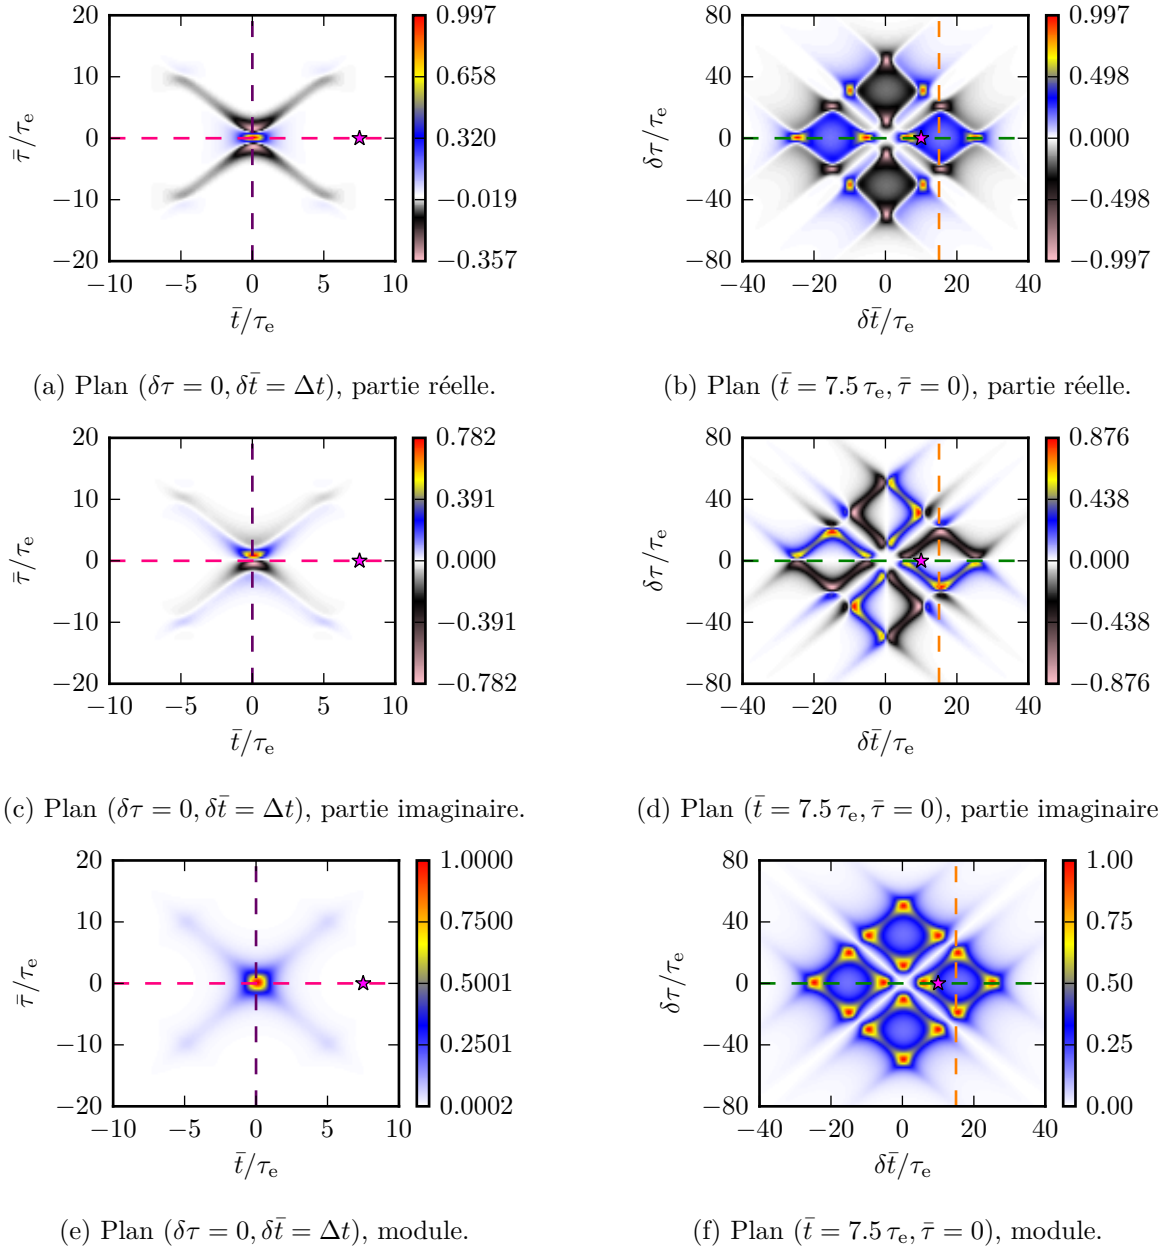 20
10
0
−10
−20
τ̄/τe
−10 −5 0 5 10
t̄/τe
0.997
0.658
0.320
−0.019
−0.357
(a) Plan (δτ = 0, δt̄ = Δt), partie réelle.
80
40
0
−40
−80
δτ/τe
−40 −20 0 20 40
δt̄/τe
0.997
0.498
0.000
−0.498
−0.997
(b) Plan (t̄ = 7.5 τe, τ̄ = 0), partie réelle.
20
10
0
−10
−20
τ̄/τe
−10 −5 0 5 10
t̄/τe
0.782
0.391
0.000
−0.391
−0.782
(c) Plan (δτ = 0, δt̄ = Δt), partie imaginaire.
80
40
0
−40
−80
δτ/τe
−40 −20 0 20 40
δt̄/τe
0.876
0.438
0.000
−0.438
−0.876
(d) Plan (t̄ = 7.5 τe, τ̄ = 0), partie imaginaire
20
10
0
−10
−20
τ̄/τe
−10 −5 0 5 10
t̄/τe
1.0000
0.7500
0.5001
0.2501
0.0002
(e) Plan (δτ = 0, δt̄ = Δt), module.
80
40
0
−40
−80
δτ/τe
−40 −20 0 20 40
δt̄/τe
1.00
0.75
0.50
0.25
0.00
(f) Plan (t̄ = 7.5 τe, τ̄ = 0), module.